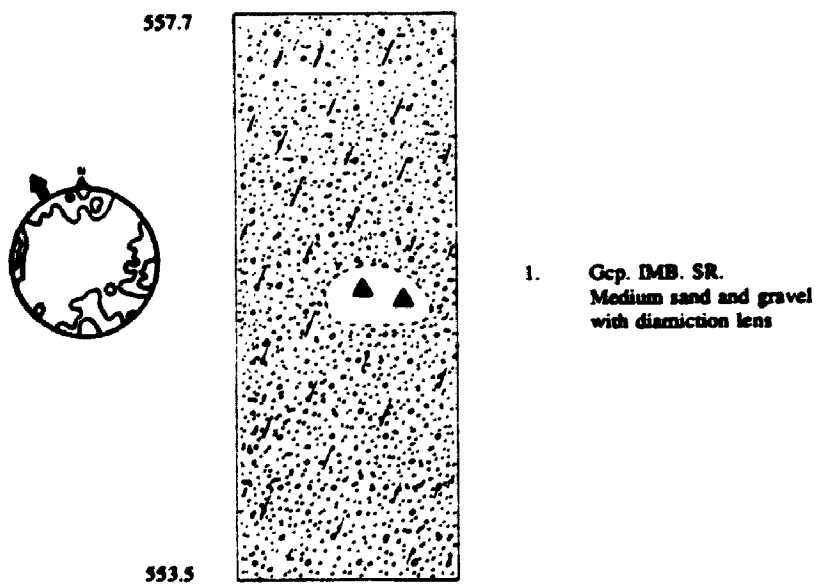 557.7
N
1. Gcp. IMB. SR.
Medium sand and gravel
with diamiction lens
553.5